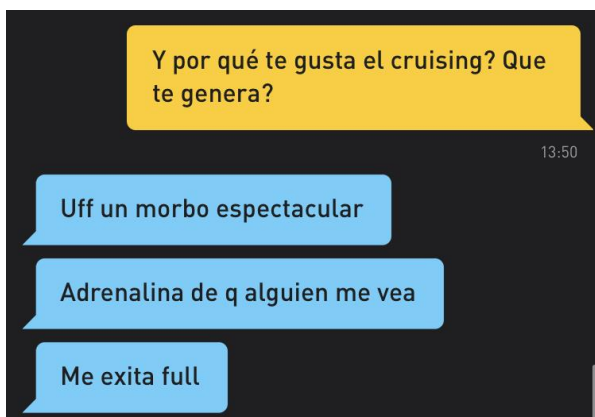 Y por qué te gusta el cruising? Que
te genera?
13:50
Uff un morbo espectacular
Adrenalina de q alguien me vea
Me exita full